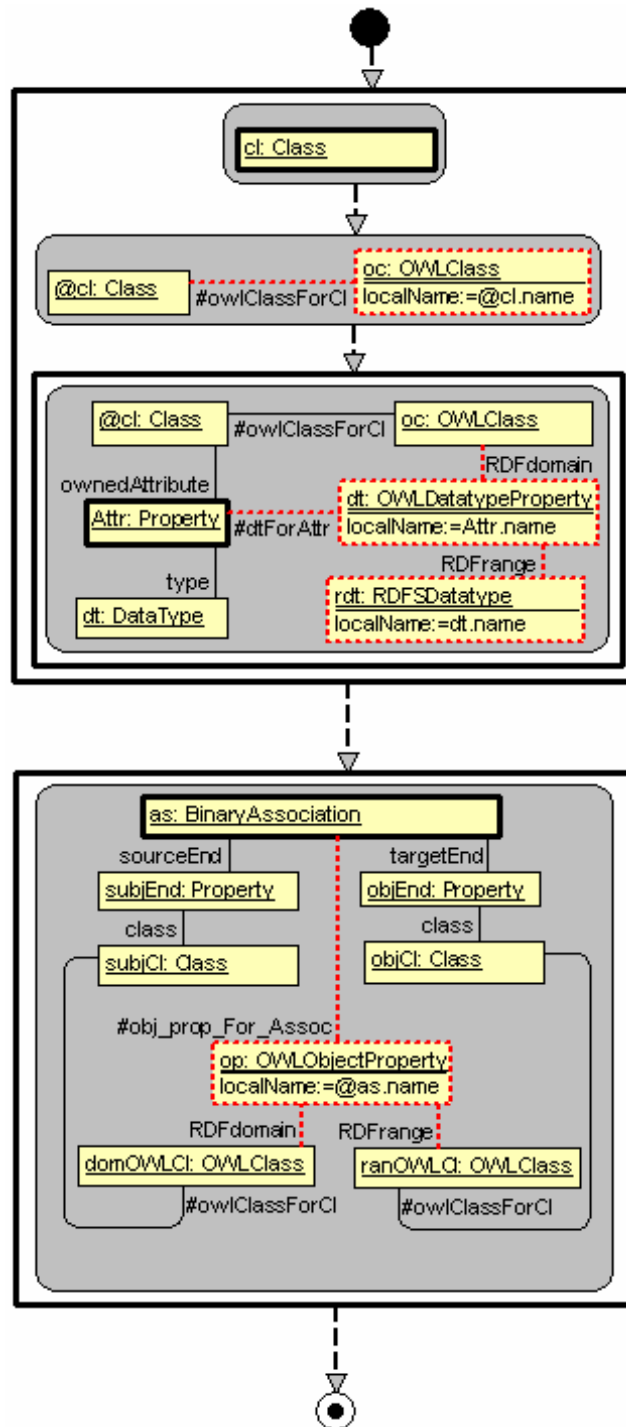 cl: Class
@cl: Class
#owlClassForCl
oc: OWLClass
localName:=@cl.name
@cl: Class
#owlClassForCl
oc: OWLClass
ownedAttribute
RDFdomain
Attr: Property
#dtForAttr
dt: OWLDatatypeProperty
localName:=Attr.name
type
RDFrange
dt: DataType
rdt: RDFSDatatype
localName:=dt.name
as: BinaryAssociation
sourceEnd
targetEnd
subjEnd: Property
objEnd: Property
class
class
subjCl: Class
objCl: Class
#obj_prop_For_Assoc
op: OWLObjectProperty
localName:=@as.name
RDFdomain
RDFrange
domOWLCl: OWLClass
ranOWLCl: OWLClass
#owlClassForCl
#owlClassForCl